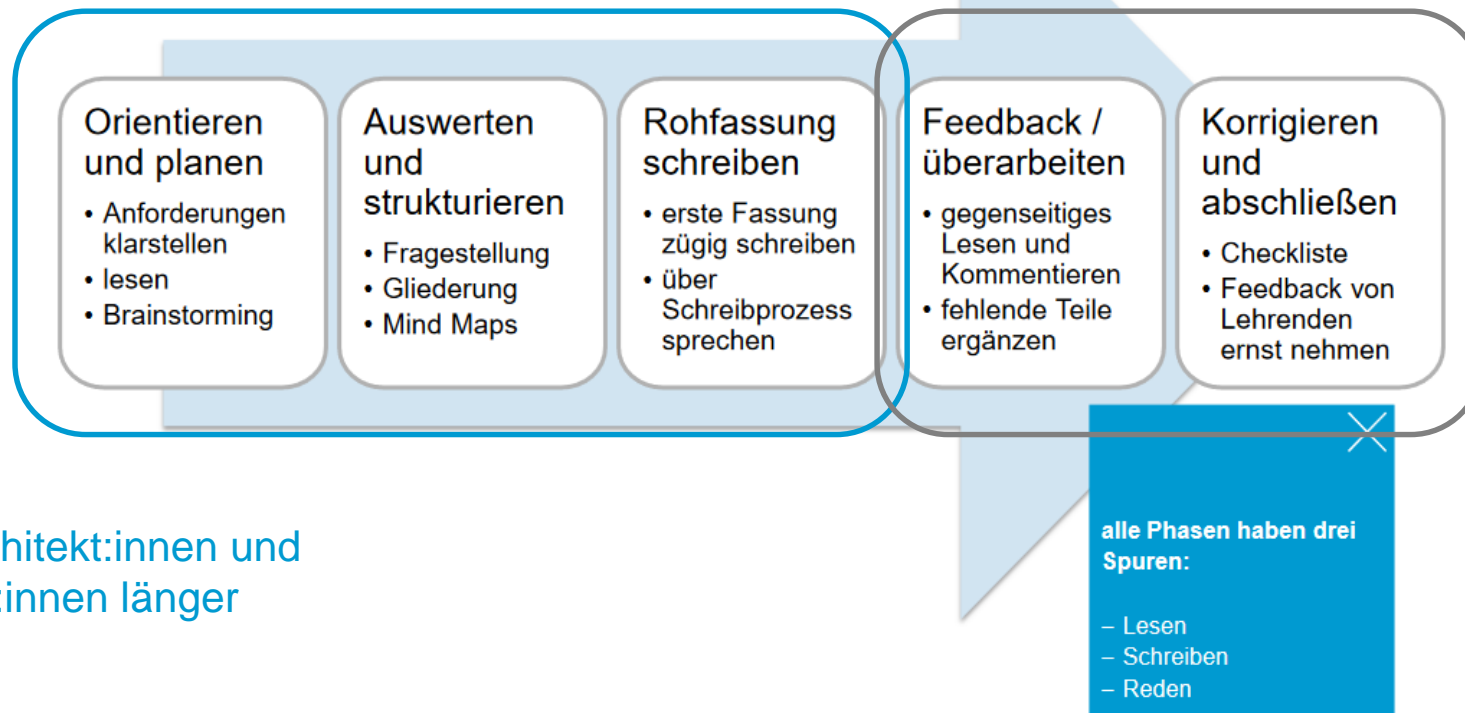 Orientieren
und planen
• Anforderungen
klarstellen
• lesen
• Brainstorming
Auswerten
und
strukturieren
• Fragestellung
• Gliederung
• Mind Maps
Rohfassung
schreiben
• erste Fassung
zügig schreiben
• über
Schreibprozess
sprechen
Feedback /
überarbeiten
• gegenseitiges
Lesen und
Kommentieren
• fehlende Teile
ergänzen
Korrigieren
und
abschließen
• Checkliste
• Feedback von
Lehrenden
ernst nehmen
hitekt:innen und
:innen länger
alle Phasen haben drei
Spuren:
– Lesen
– Schreiben
– Reden